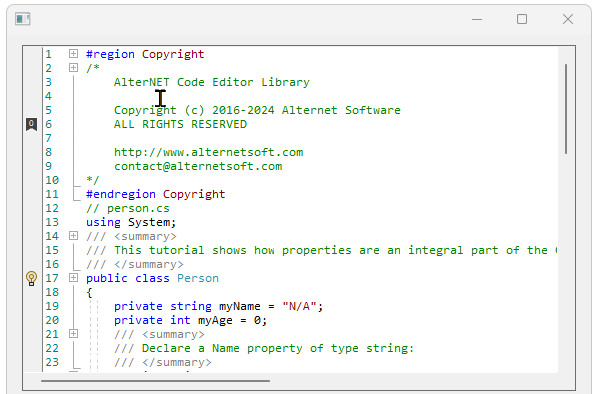 1 #region Copyright
2 /*
3 AlterNET Code Editor Library
4
5 Copyright (c) 2016-2024 Alternet Software
0 6 ALL RIGHTS RESERVED
7
8 http://www.alternetsoft.com
9 contact@alternetsoft.com
10 */
11 #endregion Copyright
12 // person.cs
13 using System;
14 /// <summary>
15 /// This tutorial shows how properties are an integral part of the
16 /// </summary>
17 public class Person
18 {
19 private string myName = "N/A";
20 private int myAge = 0;
21 /// <summary>
22 /// Declare a Name property of type string:
23 /// </summary>